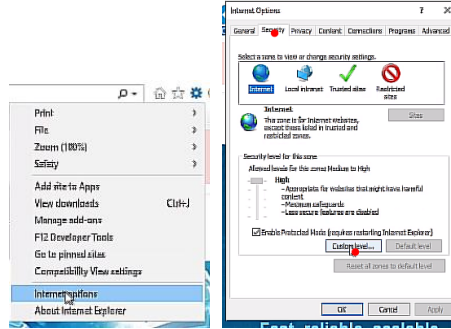 Print
File
Zoom (100%)
Safety
Add site to Apps
View downloads Ctrl+J
Manage add-ons
F12 Developer Tools
Go to pinned sites
Compatibility View settings
Internet options
About Internet Explorer
Internet Options ? X
General Security Privacy Content Connections Programs Advanced
Select a zone to view or change security settings.
Internet Local intranet Trusted sites Restricted
sites
Internet
This zone is for Internet websites,
except those listed in trusted and
restricted zones.
Sites
Security level for this zone
Allowed levels for this zone: Medium to High
High
- Appropriate for websites that might have harmful
content
- Maximum safeguards
- Less secure features are disabled
Enable Protected Mode (requires restarting Internet Explorer)
Custom level... Default level
Reset all zones to default level
OK Cancel Apply
Fast, reliable, scalable